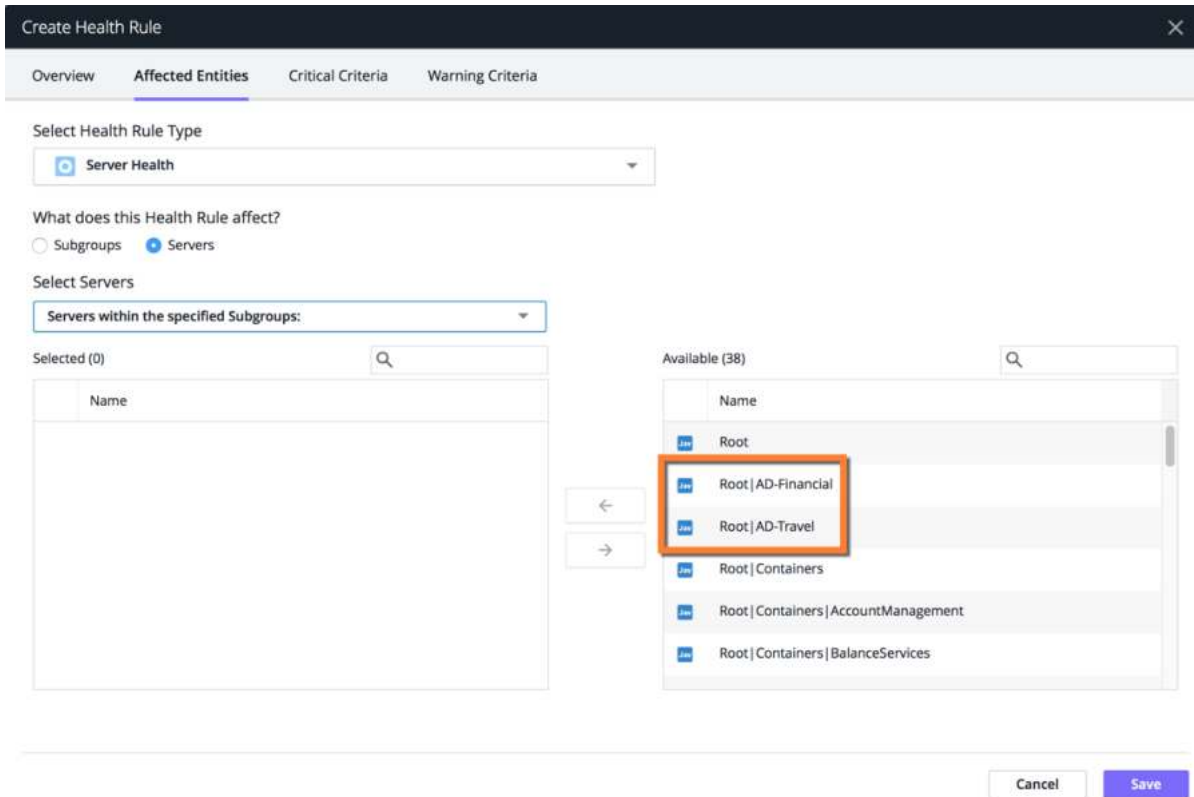 Create Health Rule
Overview Affected Entities Critical Criteria Warning Criteria
Select Health Rule Type
Server Health
What does this Health Rule affect?
Subgroups Servers
Select Servers
Servers within the specified Subgroups:
Selected (0)
Name
Available (38)
Name
Root
Root|AD-Financial
Root|AD-Travel
Root|Containers
Root|Containers|AccountManagement
Root|Containers|BalanceServices
Cancel Save